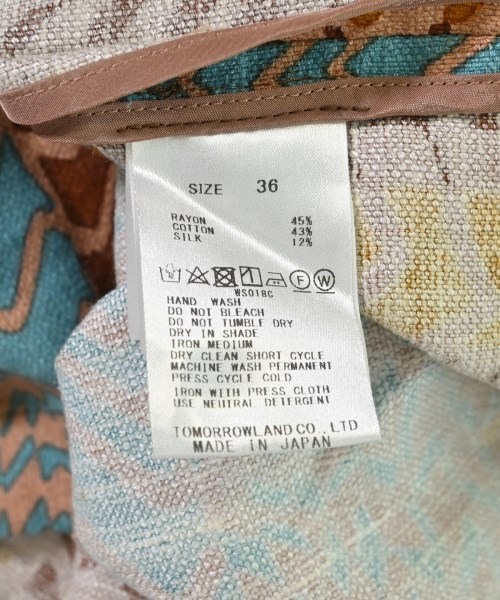 SIZE 36
RAYON 45%
COTTON 43%
SILK 12%
F W
WS018C
HAND WASH
DO NOT BLEACH
DO NOT TUMBLE DRY
DRY IN SHADE
IRON MEDIUM
DRY CLEAN SHORT CYCLE
MACHINE WASH PERMANENT
PRESS CYCLE COLD
IRON WITH PRESS CLOTH
USE NEUTRAL DETERGENT
TOMORROWLAND CO., LTD
MADE IN JAPAN